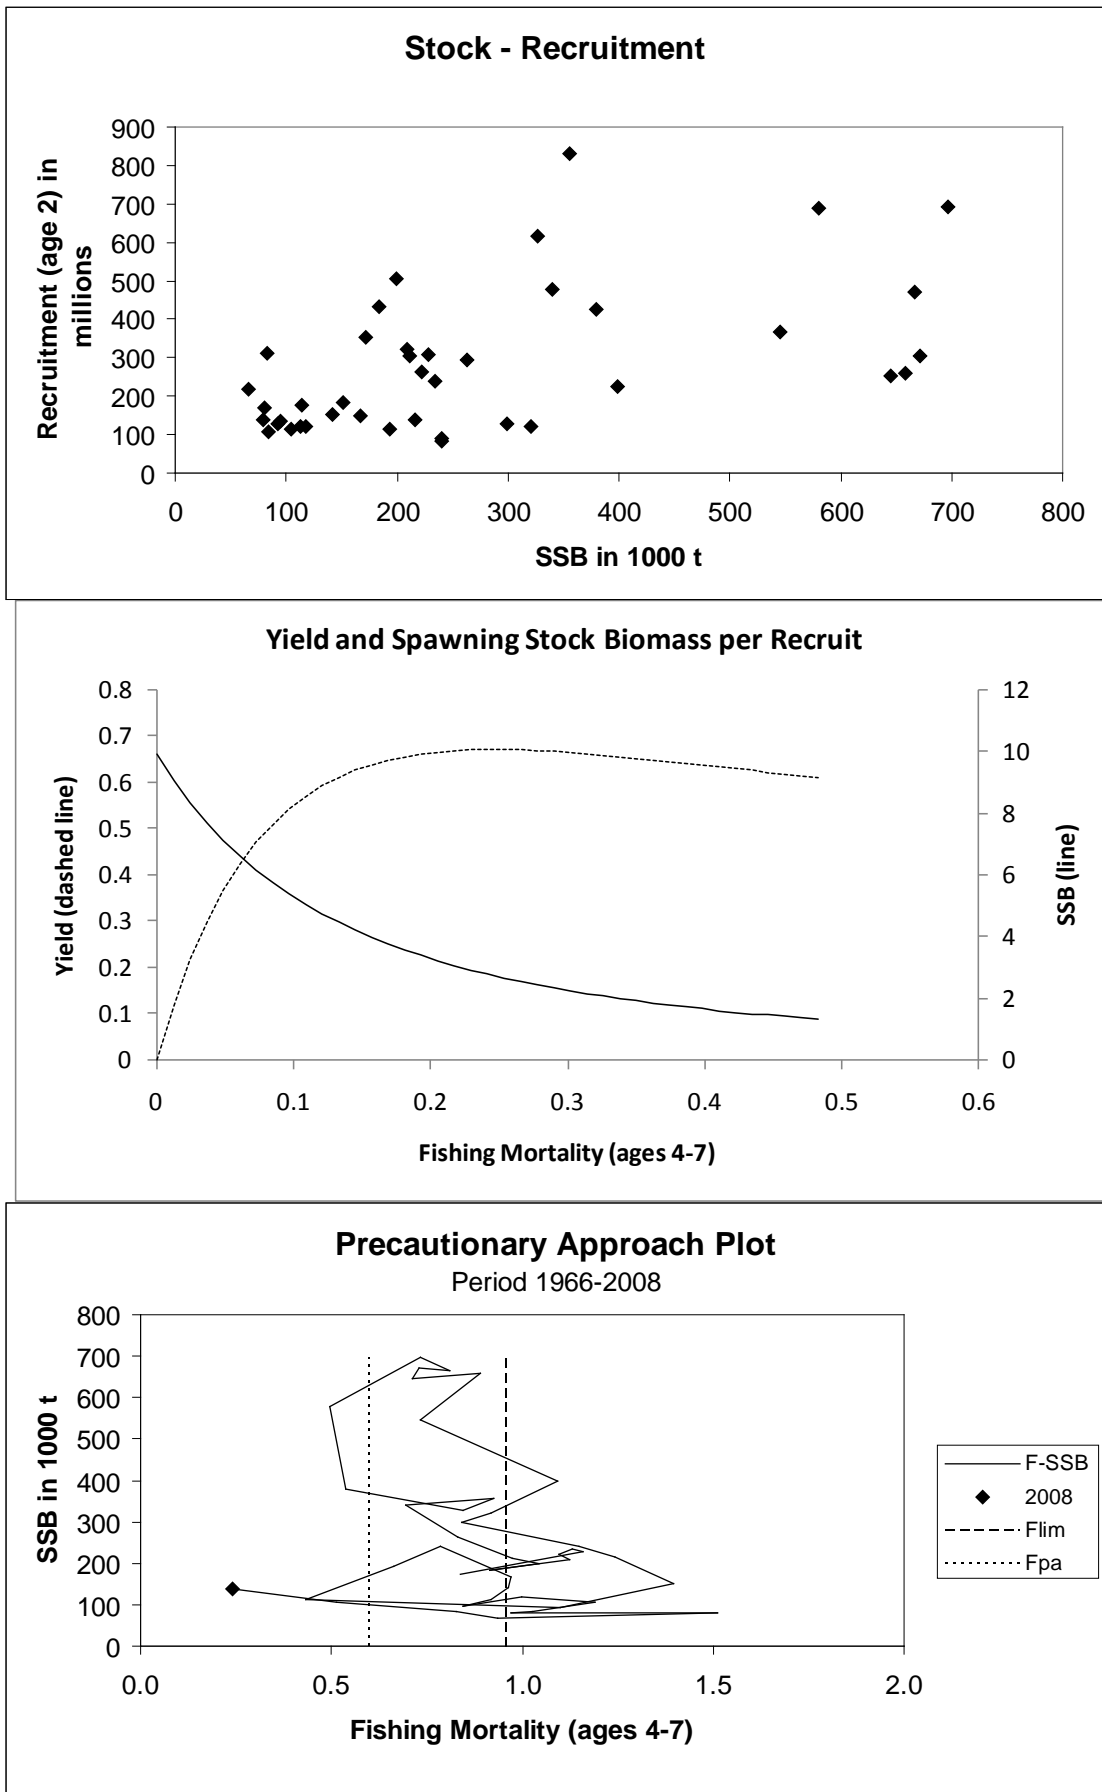 Stock - Recruitment
Recruitment (age 2) in
millions
900
800
700
600
500
400
300
200
100
0
0 100 200 300 400 500 600 700 800
SSB in 1000 t
Yield and Spawning Stock Biomass per Recruit
Yield (dashed line)
0.8
0.7
0.6
0.5
0.4
0.3
0.2
0.1
0
12
10
8
6
4
2
0
SSB (line)
0 0.1 0.2 0.3 0.4 0.5 0.6
Fishing Mortality (ages 4-7)
Precautionary Approach Plot
Period 1966-2008
SSB in 1000 t
800
700
600
500
400
300
200
100
0
0.0 0.5 1.0 1.5 2.0
Fishing Mortality (ages 4-7)
F-SSB
2008
Flim
Fpa